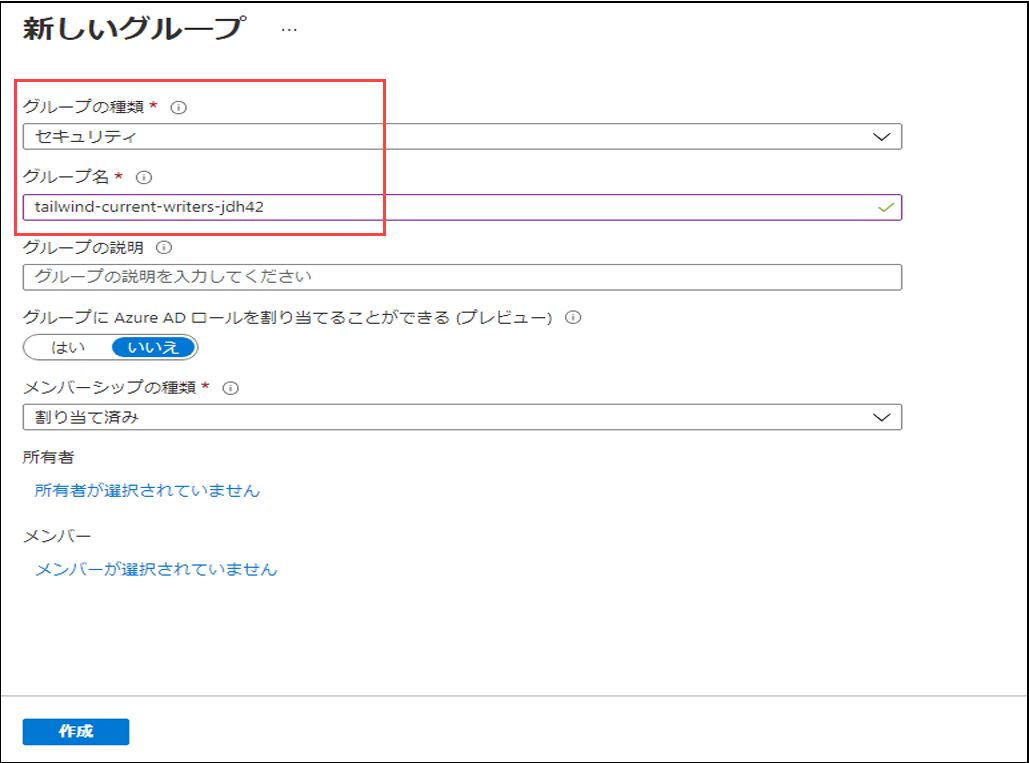 新しいグループ ...
グループの種類 *
セキュリティ
グループ名 *
tailwind-current-writers-jdh42
グループの説明
グループの説明を入力してください
グループに Azure AD ロールを割り当てることができる (プレビュー)
はい いいえ
メンバーシップの種類 *
割り当て済み
所有者
所有者が選択されていません
メンバー
メンバーが選択されていません
作成